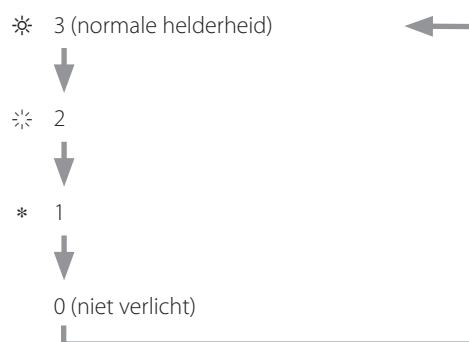 3 (normale helderheid)
2
1
0 (niet verlicht)